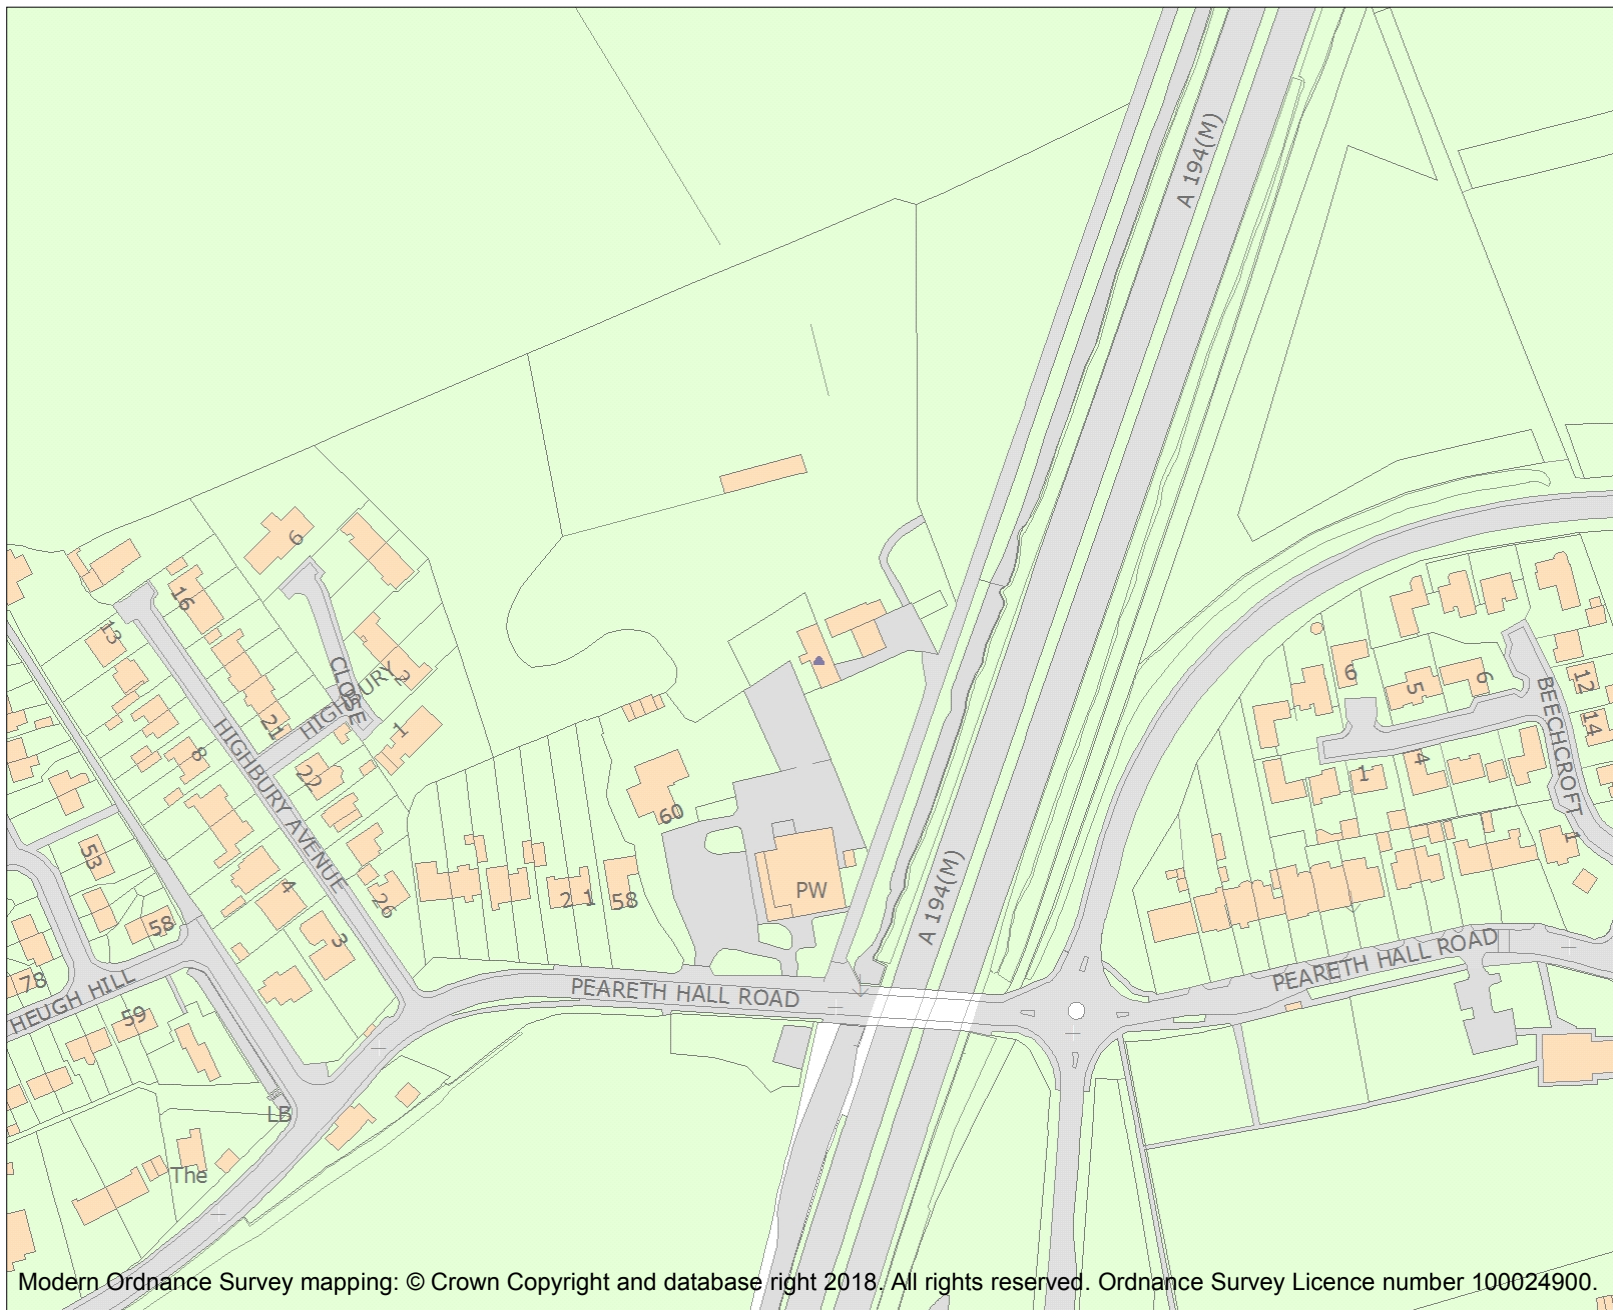 A 194(M)
6
16
13
CLOSE
HIGHBURY
2
21
1
8
22
HIGHBURY AVENUE
60
6
5
6
12
14
BEECHCROFT
1
4
1
53
4
26
2 1
58
PW
A 194(M)
58
3
78
HEUGH HILL
59
PEARETH HALL ROAD
PEARETH HALL ROAD
LB
The
Modern Ordnance Survey mapping: © Crown Copyright and database right 2018. All rights reserved. Ordnance Survey Licence number 100024900.